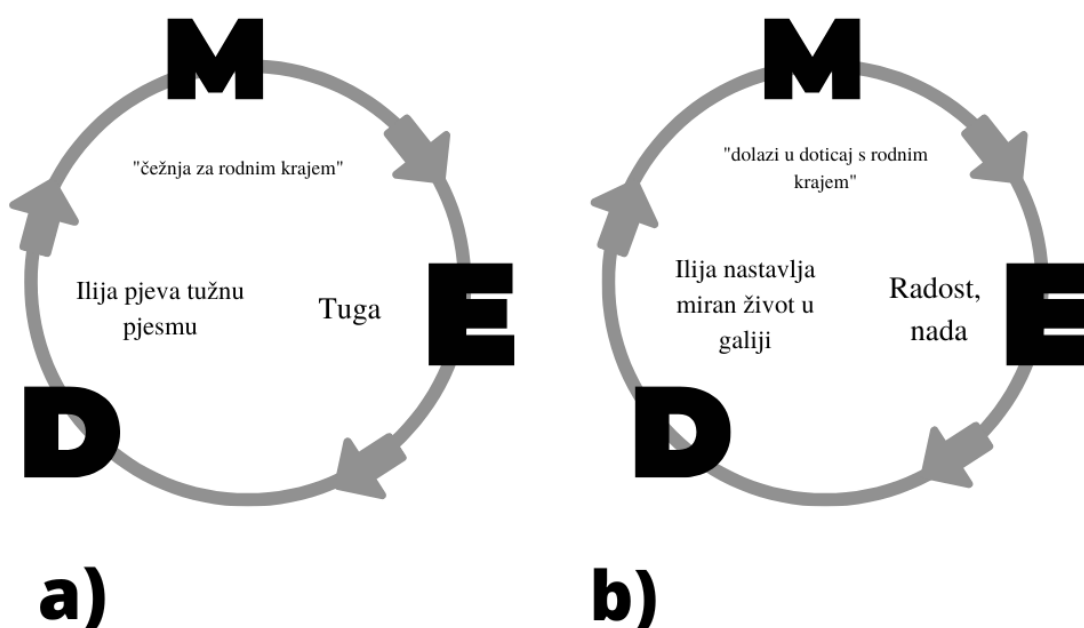 M
"čežnja za rodnim krajem"
Ilija pjeva tužnu
pjesmu
Tuga
E
D
a)
M
"dolazi u doticaj s rodnim
krajem"
Ilija nastavlja
miran život u
galiji
Radost,
nada
E
D
b)